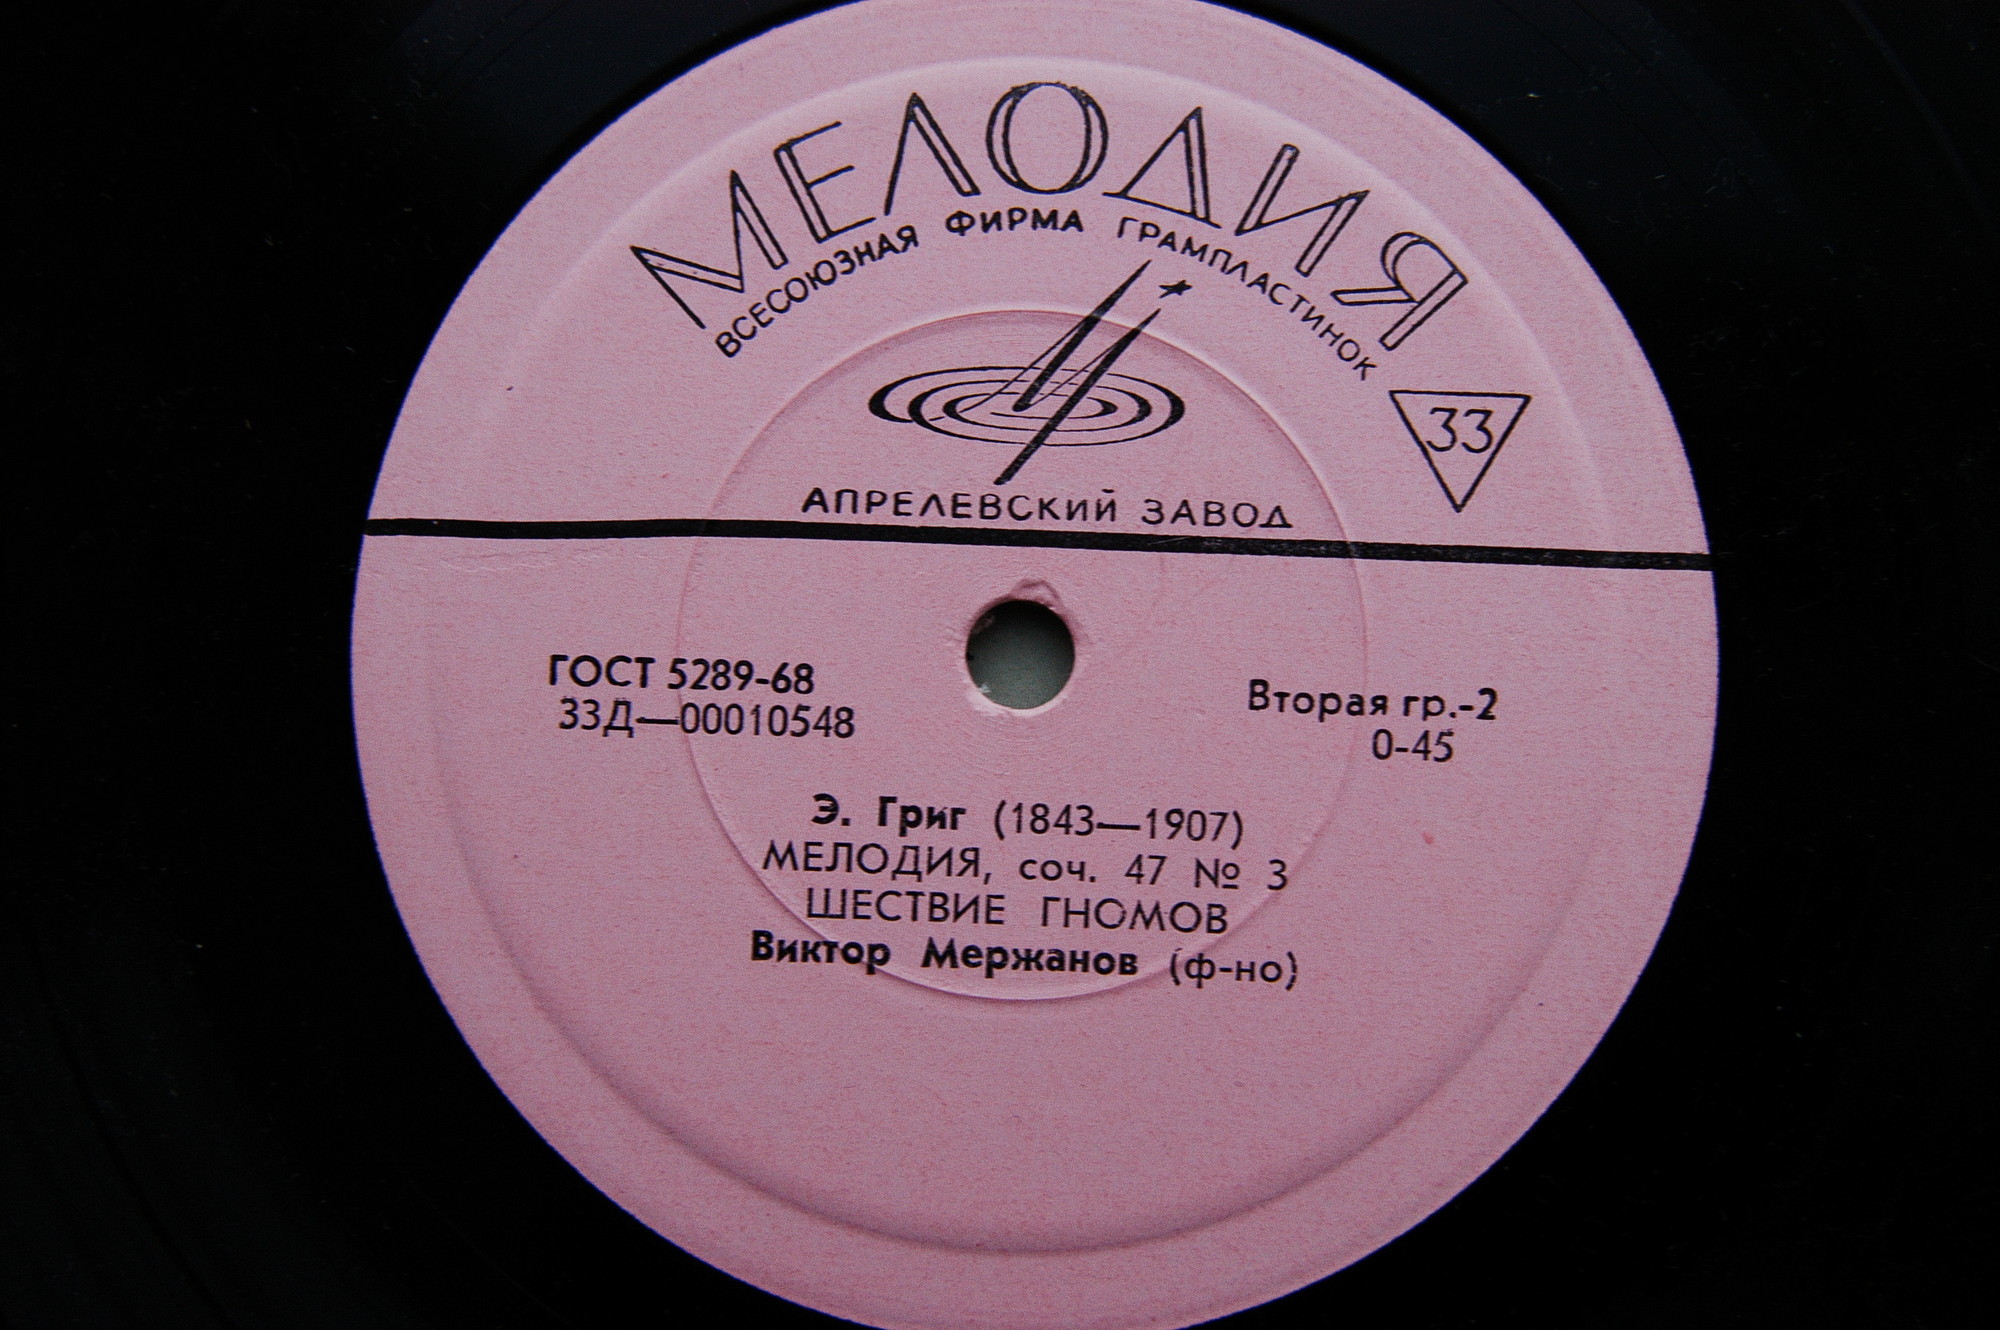 МЕЛОДИЯ
ВСЕСОЮЗНАЯ ФИРМА ГРАМПЛАСТИНОК
33
АПРЕЛЕВСКИЙ ЗАВОД
ГОСТ 5289-68
33Д—00010548
Вторая гр.-2
0-45
Э. Григ (1843—1907)
МЕЛОДИЯ, соч. 47 № 3
ШЕСТВИЕ ГНОМОВ
Виктор Мержанов (ф-но)